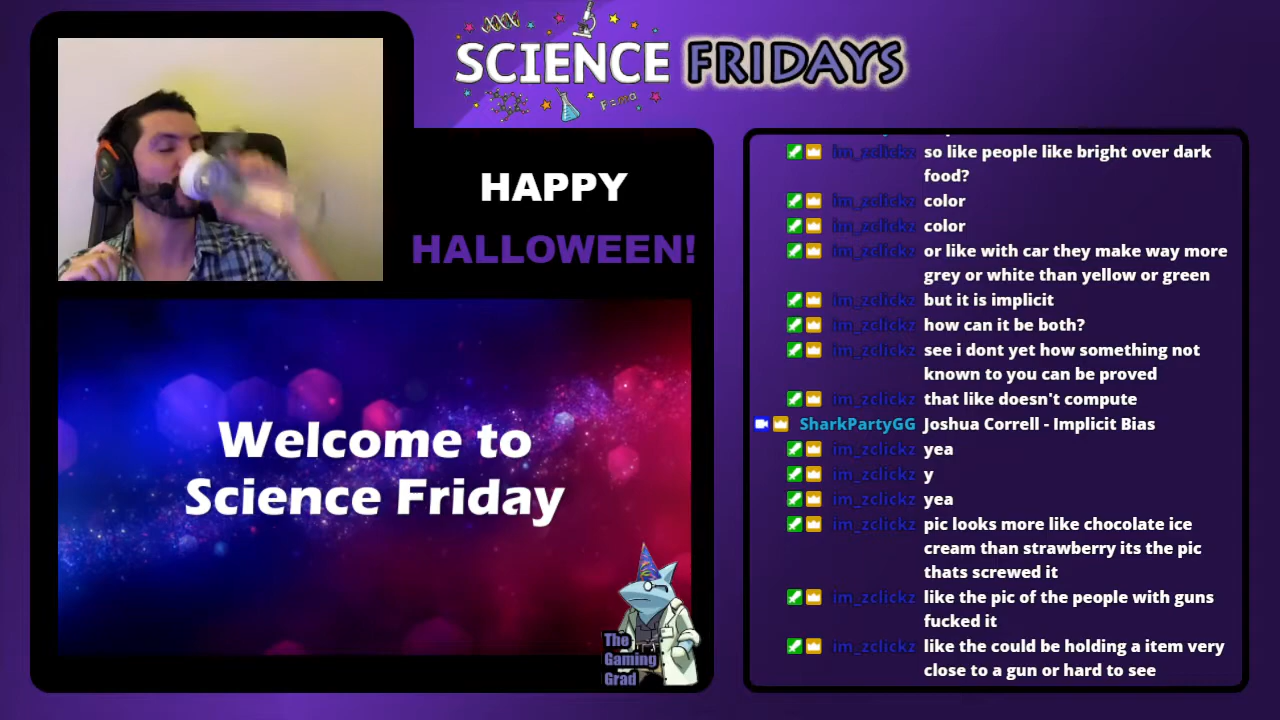 SCIENCE FRIDAYS
F=ma
HAPPY
HALLOWEEN!
Welcome to
Science Friday
The
Gaming
Grad
im_zclickz so like people like bright over dark
food?
im_zclickz color
im_zclickz color
im_zclickz or like with car they make way more
grey or white than yellow or green
im_zclickz but it is implicit
im_zclickz how can it be both?
im_zclickz see i dont yet how something not
known to you can be proved
im_zclickz that like doesn't compute
SharkPartyGG Joshua Correll - Implicit Bias
im_zclickz yea
im_zclickz y
im_zclickz yea
im_zclickz pic looks more like chocolate ice
cream than strawberry its the pic
thats screwed it
im_zclickz like the pic of the people with guns
fucked it
im_zclickz like the could be holding a item very
close to a gun or hard to see